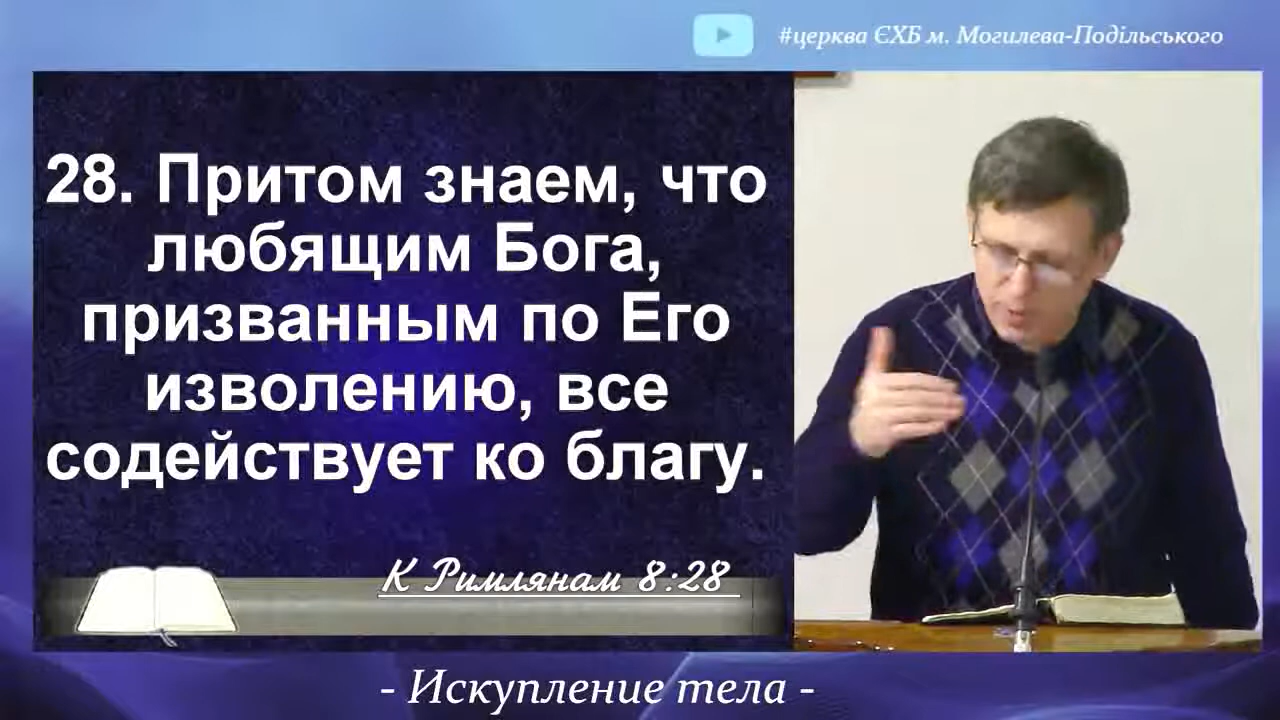 #церква ЄХБ м. Могилева-Подільського
28. Притом знаем, что
любящим Бога,
призванным по Его
изволению, все
содействует ко благу.
К Римлянам 8:28
- Искупление тела -